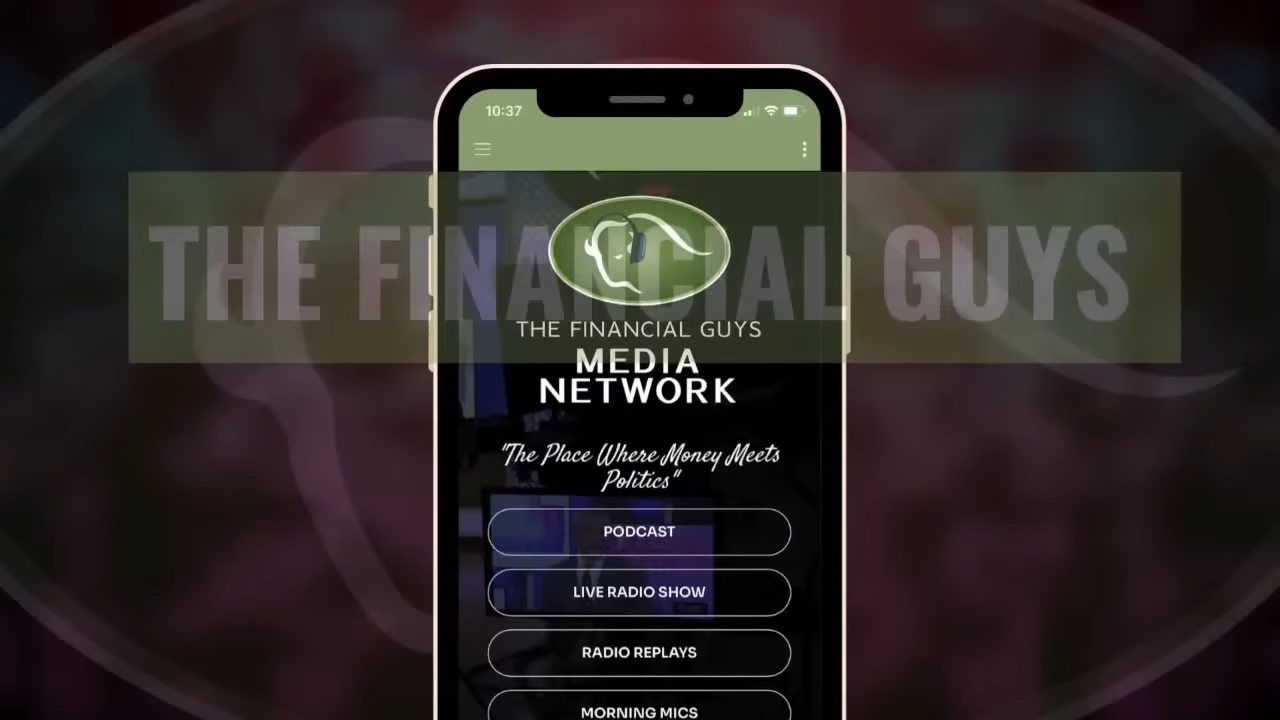 10:37
THE FINANCIAL GUYS
THE FINANCIAL GUYS
MEDIA
NETWORK
"The Place Where Money Meets
Politics"
PODCAST
LIVE RADIO SHOW
RADIO REPLAYS
MORNING MICS